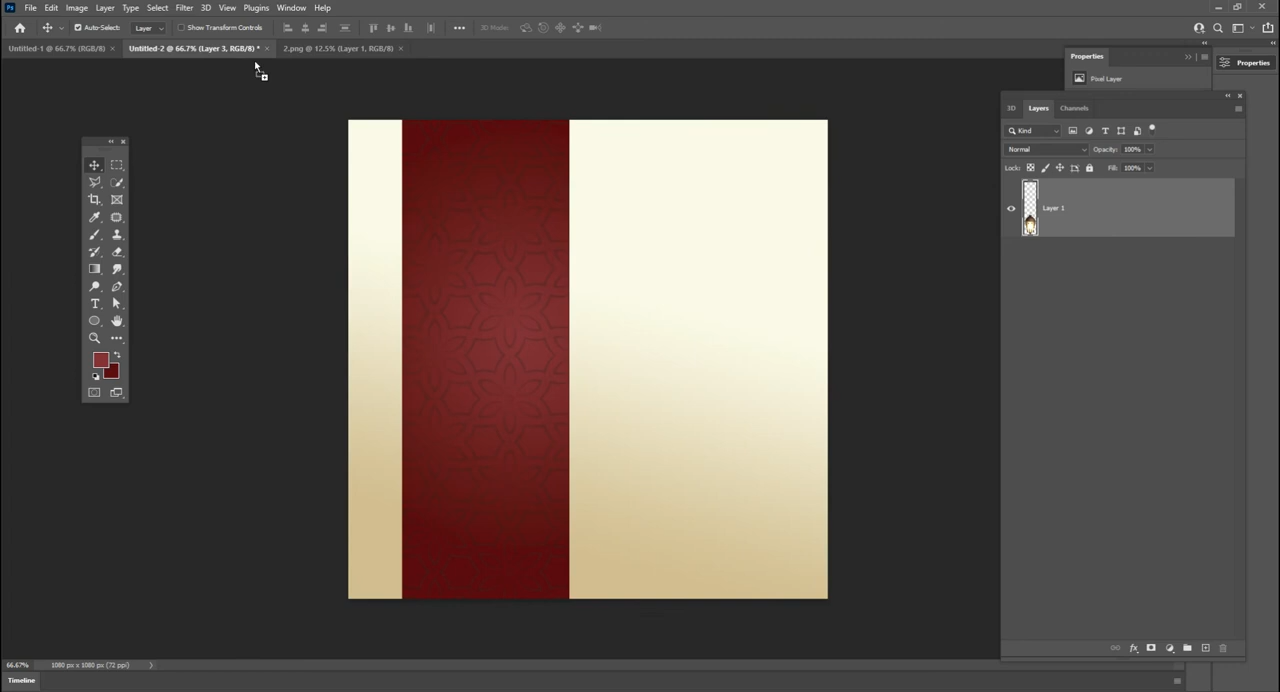 Ps File Edit Image Layer Type Select Filter 3D View Plugins Window Help
Auto-Select: Layer Show Transform Controls 3D Mode:
Untitled-1 @ 66.7% (RGB/8) × Untitled-2 @ 66.7% (Layer 3, RGB/8) * × 2.png @ 12.5% (Layer 1, RGB/8) ×
Properties
Properties
Pixel Layer
3D Layers Channels
Kind
Normal Opacity: 100%
Lock: Fill: 100%
Layer 1
T
66.67% 1080 px x 1080 px (72 ppi)
fx
Timeline